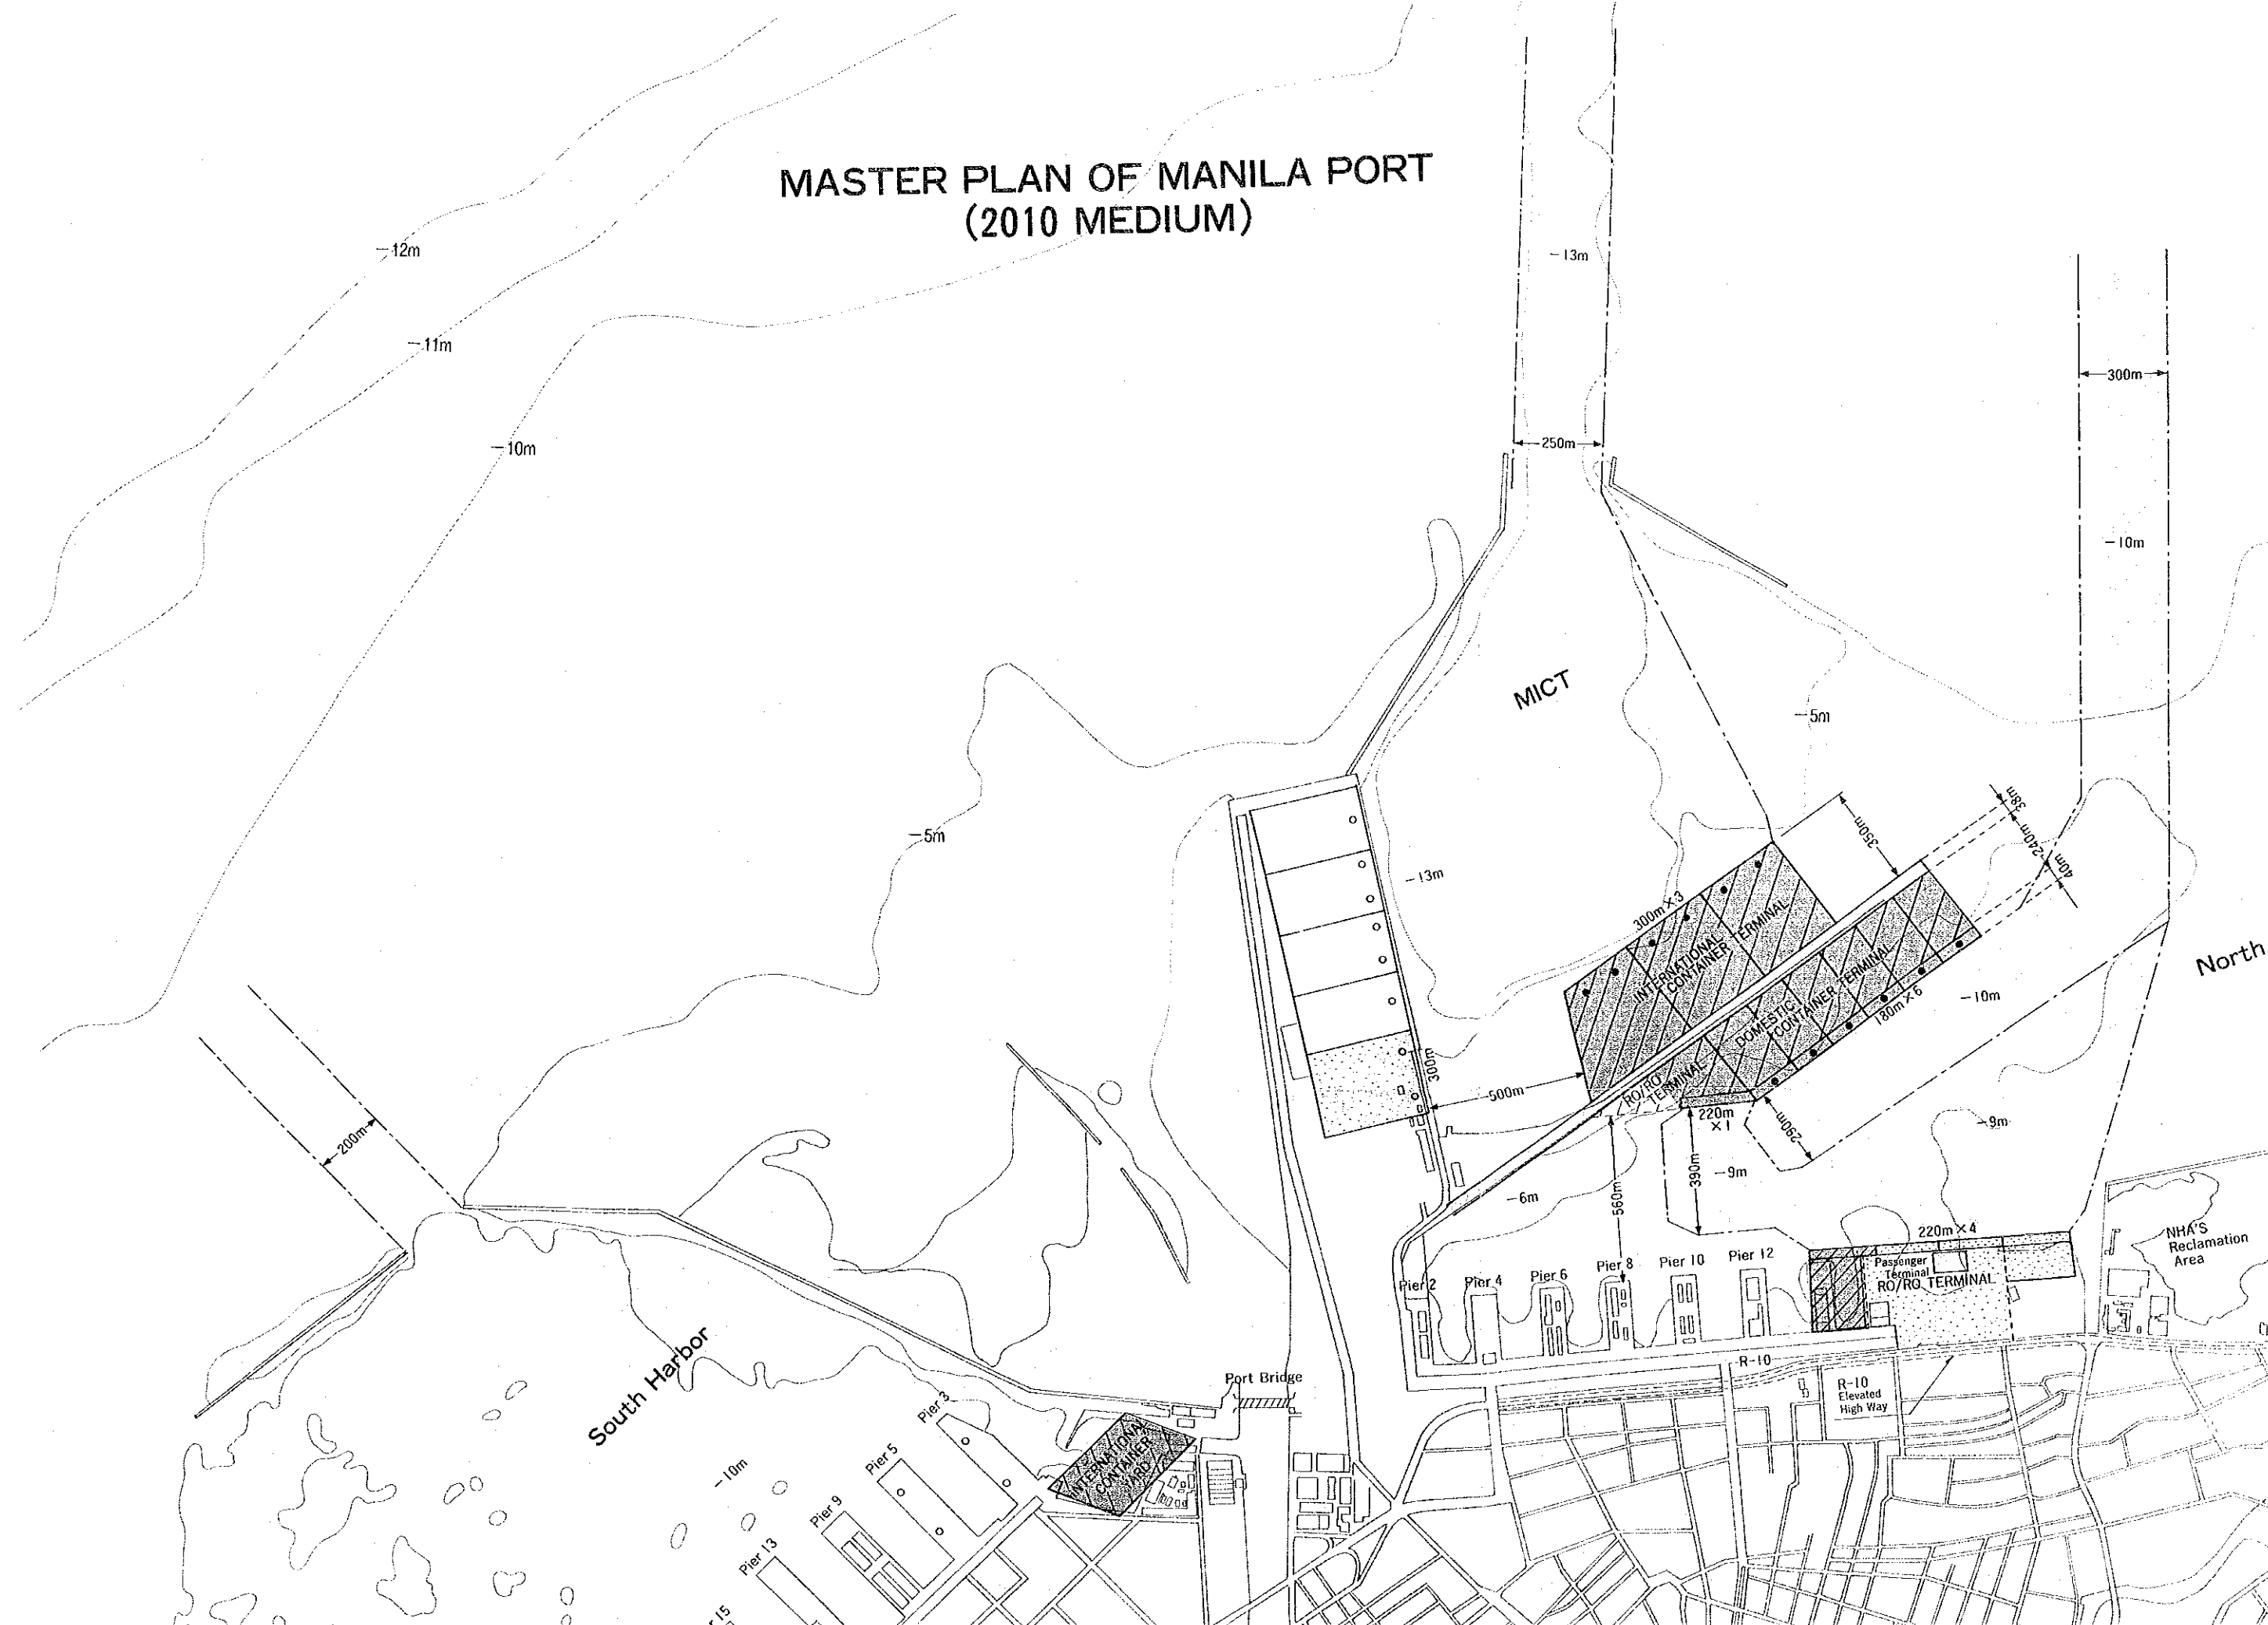 MASTER PLAN OF MANILA PORT
(2010 MEDIUM)
-12m
-11m
-10m
-13m
300m
250m
-10m
MICT
-5m
-5m
38m
240m
40m
350m
-13m
300m×3
INTERNATIONAL
CONTAINER TERMINAL
DOMESTIC
CONTAINER TERMINAL
180m×6
-10m
North
RO/RO
TERMINAL
300m
500m
220m
×1
290m
390m
-9m
-9m
560m
-6m
200m
South Harbor
-10m
Pier 2
Pier 4
Pier 6
Pier 8
Pier 10
Pier 12
220m×4
Passenger
Terminal
RO/RO TERMINAL
NHA'S
Reclamation
Area
R-10
R-10
Elevated
High Way
Port Bridge
INTERNATIONAL
CONTAINER
YARD
Pier 3
Pier 5
Pier 9
Pier 13
15